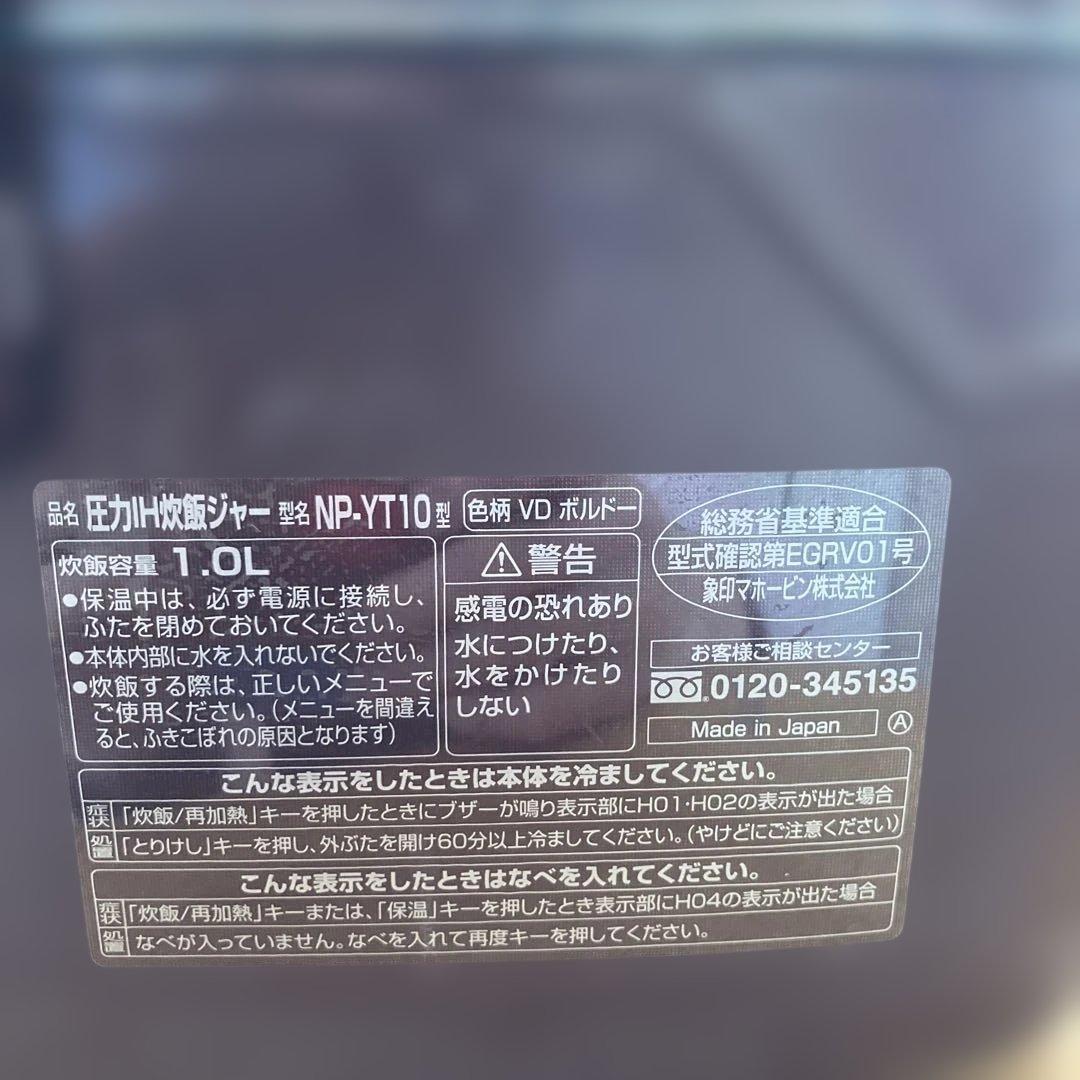 品名 圧力IH炊飯ジャー 型名 NP-YT10型 色柄 VD ボルドー
炊飯容量 1.0L
●保温中は、必ず電源に接続し、
ふたを閉めておいてください。
●本体内部に水を入れないでください。
●炊飯する際は、正しいメニューで
ご使用ください。(メニューを間違え
ると、ふきこぼれの原因となります)
⚠警告
感電の恐れあり
水につけたり、
水をかけたり
しない
総務省基準適合
型式確認第EGRV01号
象印マホービン株式会社
お客様ご相談センター
0120-345135
Made in Japan Ⓐ
こんな表示をしたときは本体を冷ましてください。
症状 「炊飯/再加熱」キーを押したときにブザーが鳴り表示部にH01・H02の表示が出た場合
処置 「とりけし」キーを押し、外ぶたを開け60分以上冷ましてください。(やけどにご注意ください)
こんな表示をしたときはなべを入れてください。
症状 「炊飯/再加熱」キーまたは、「保温」キーを押したとき表示部にH04の表示が出た場合
処置 なべが入っていません。なべを入れて再度キーを押してください。